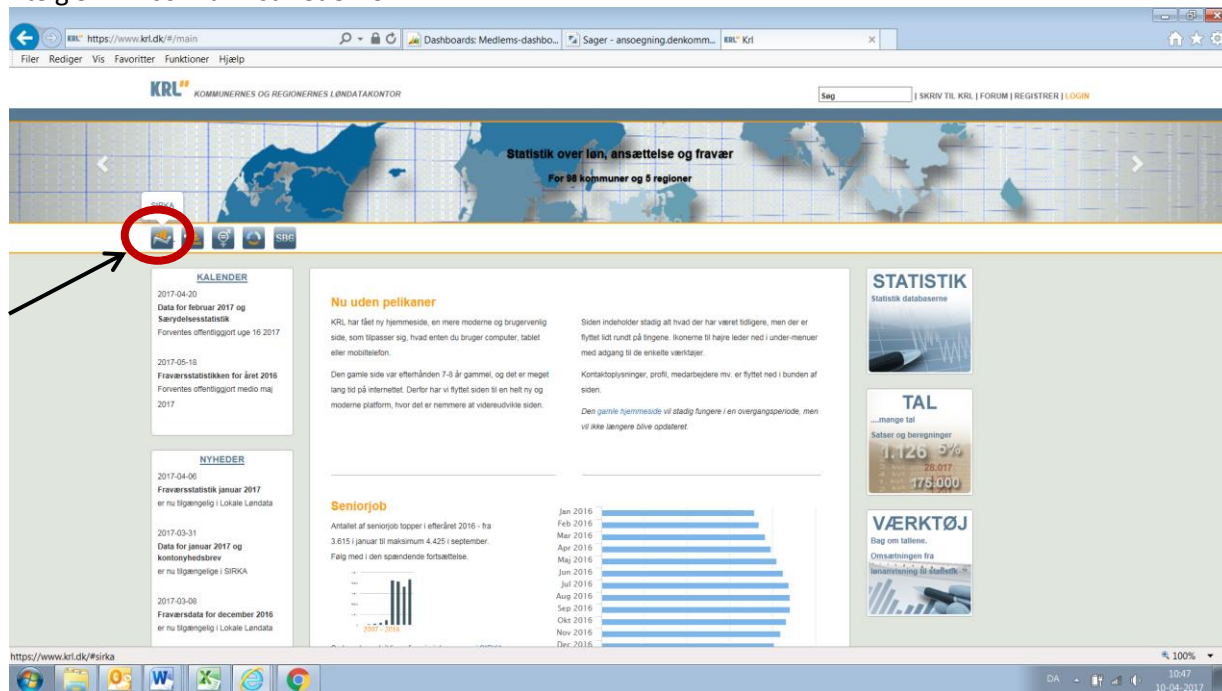 https://www.krl.dk/#/main
Dashboards: Medlems-dashbo...
Sager - ansoegning.denkomm...
KRL" Krl
Filer Rediger Vis Favoritter Funktioner Hjælp
KRL" KOMMUNERNES OG REGIONERNES LØNDATAKONTOR
Søg | SKRIV TIL KRL | FORUM | REGISTRER | LOGIN
Statistik over løn, ansættelse og fravær
For 98 kommuner og 5 regioner
SIRKA
SBG
KALENDER
2017-04-20
Data for februar 2017 og
Særydelsesstatistik
Forventes offentliggjort uge 16 2017
2017-05-18
Fraværsstatistikken for året 2016
Forventes offentliggjort medio maj
2017
NYHEDER
2017-04-06
Fraværsstatistik januar 2017
er nu tilgængelig i Lokale Løndata
2017-03-31
Data for januar 2017 og
kontonyhedsbrev
er nu tilgængelige i SIRKA
2017-03-08
Fraværsdata for december 2016
er nu tilgængelig i Lokale Løndata
Nu uden pelikaner
KRL har fået ny hjemmeside, en mere moderne og brugervenlig
side, som tilpasser sig, hvad enten du bruger computer, tablet
eller mobiltelefon.
Den gamle side var efterhånden 7-8 år gammel, og det er meget
lang tid på internettet. Derfor har vi flyttet siden til en helt ny og
moderne platform, hvor det er nemmere at videreudvikle siden.
Siden indeholder stadig alt hvad der har været tidligere, men der er
flyttet lidt rundt på tingene. Ikonerne til højre leder ned i under-menuer
med adgang til de enkelte værktøjer.
Kontaktoplysninger, profil, medarbejdere mv. er flyttet ned i bunden af
siden.
Den gamle hjemmeside vil stadig fungere i en overgangsperiode, men
vil ikke længere blive opdateret.
Seniorjob
Antallet af seniorjob topper i efteråret 2016 - fra
3.615 i januar til maksimum 4.425 i september.
Følg med i den spændende fortsættelse.
2007 - 2016
Jan 2016
Feb 2016
Mar 2016
Apr 2016
Maj 2016
Jun 2016
Jul 2016
Aug 2016
Sep 2016
Okt 2016
Nov 2016
Dec 2016
STATISTIK
Statistik databaserne
TAL
....mange tal
Satser og beregninger
1.126 5%
28.017
175.000
VÆRKTØJ
Bag om tallene.
Omsætningen fra
lønanvisning til statistik
https://www.krl.dk/#sirka
100%
DA
10:47
10-04-2017